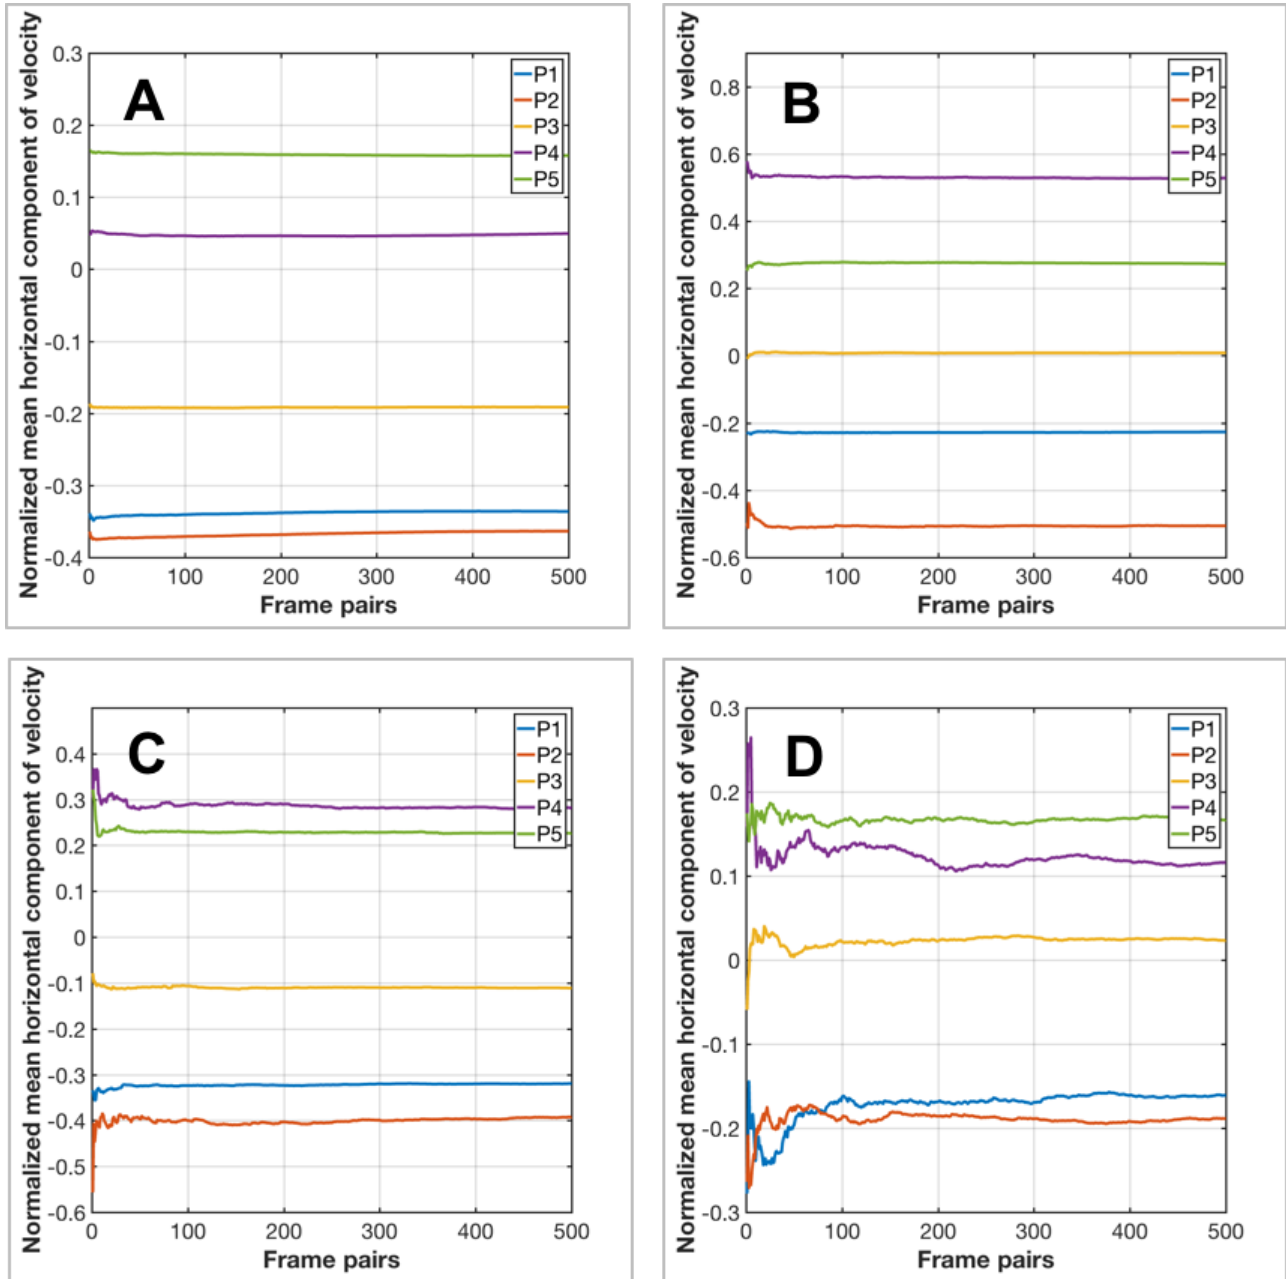 Normalized mean horizontal component of velocity
0.3
0.2
0.1
0
-0.1
-0.2
-0.3
-0.4
A
P1
P2
P3
P4
P5
0 100 200 300 400 500
Frame pairs
Normalized mean horizontal component of velocity
0.8
0.6
0.4
0.2
0
-0.2
-0.4
-0.6
B
P1
P2
P3
P4
P5
0 100 200 300 400 500
Frame pairs
Normalized mean horizontal component of velocity
0.4
0.3
0.2
0.1
0
-0.1
-0.2
-0.3
-0.4
-0.5
-0.6
C
P1
P2
P3
P4
P5
0 100 200 300 400 500
Frame pairs
Normalized mean horizontal component of velocity
0.3
0.2
0.1
0
-0.1
-0.2
-0.3
D
P1
P2
P3
P4
P5
0 100 200 300 400 500
Frame pairs